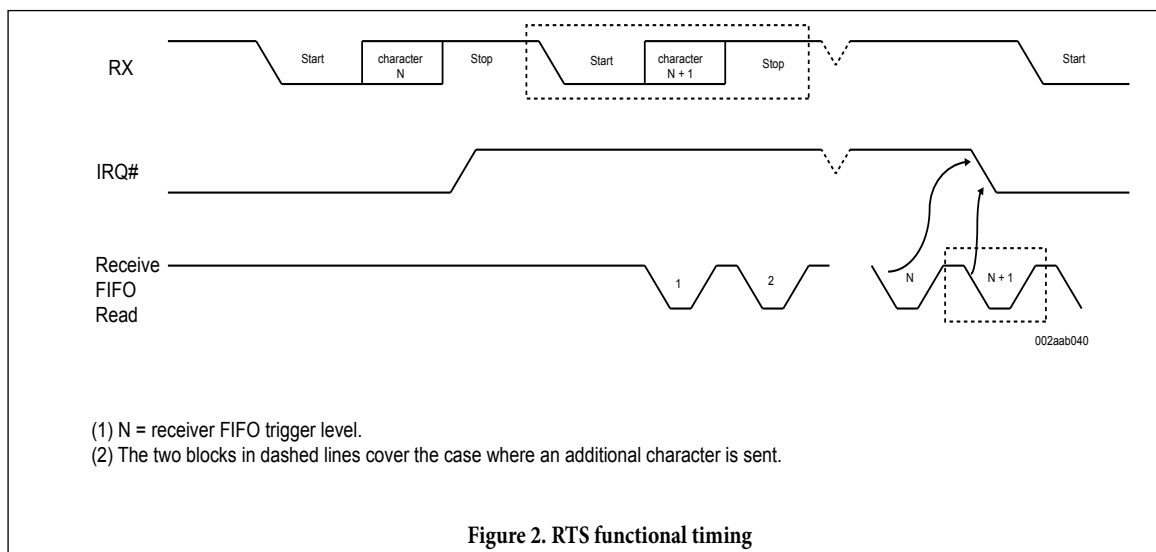 RX
Start
character
N
Stop
Start
character
N + 1
Stop
Start
IRQ#
Receive
FIFO
Read
1
2
N
N + 1
002aab040
(1) N = receiver FIFO trigger level.
(2) The two blocks in dashed lines cover the case where an additional character is sent.
Figure 2. RTS functional timing